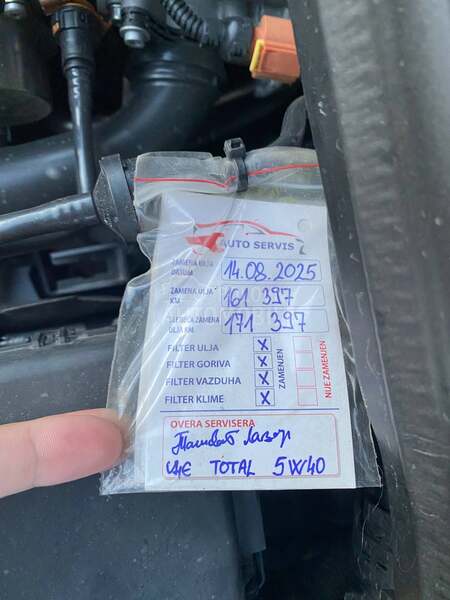 AUTO SERVIS
ZAMENA ULJA DATUM 14.08.2025
ZAMENA ULJA KM 161 397
SLEDEĆA ZAMENA ULJA KM 171 397
FILTER ULJA X
FILTER GORIVA X
FILTER VAZDUHA X
FILTER KLIME X
ZAMENJEN
NIJE ZAMENJEN
OVERA SERVISERA
TOTAL 5W40